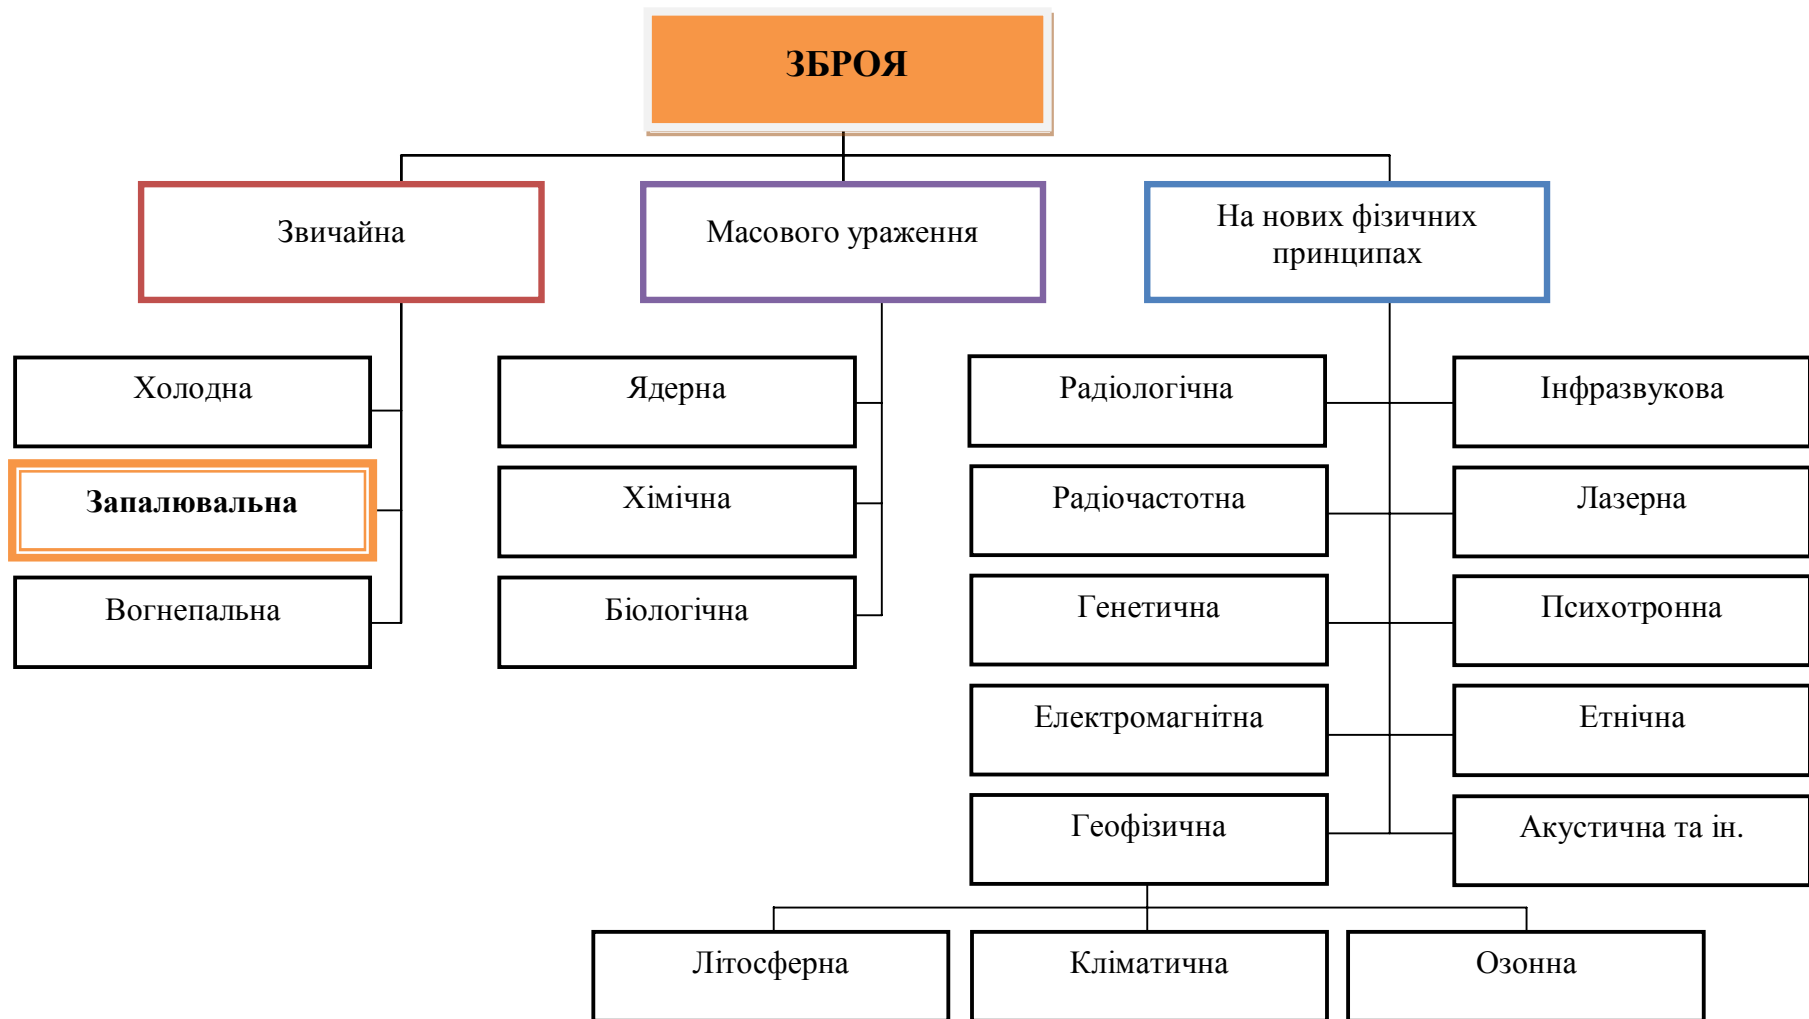 ЗБРОЯ
Звичайна
Масового ураження
На нових фізичних
принципах
Холодна
Ядерна
Радіологічна
Інфразвукова
Запалювальна
Хімічна
Радіочастотна
Лазерна
Вогнепальна
Біологічна
Генетична
Психотронна
Електромагнітна
Етнічна
Геофізична
Акустична та ін.
Літосферна
Кліматична
Озонна